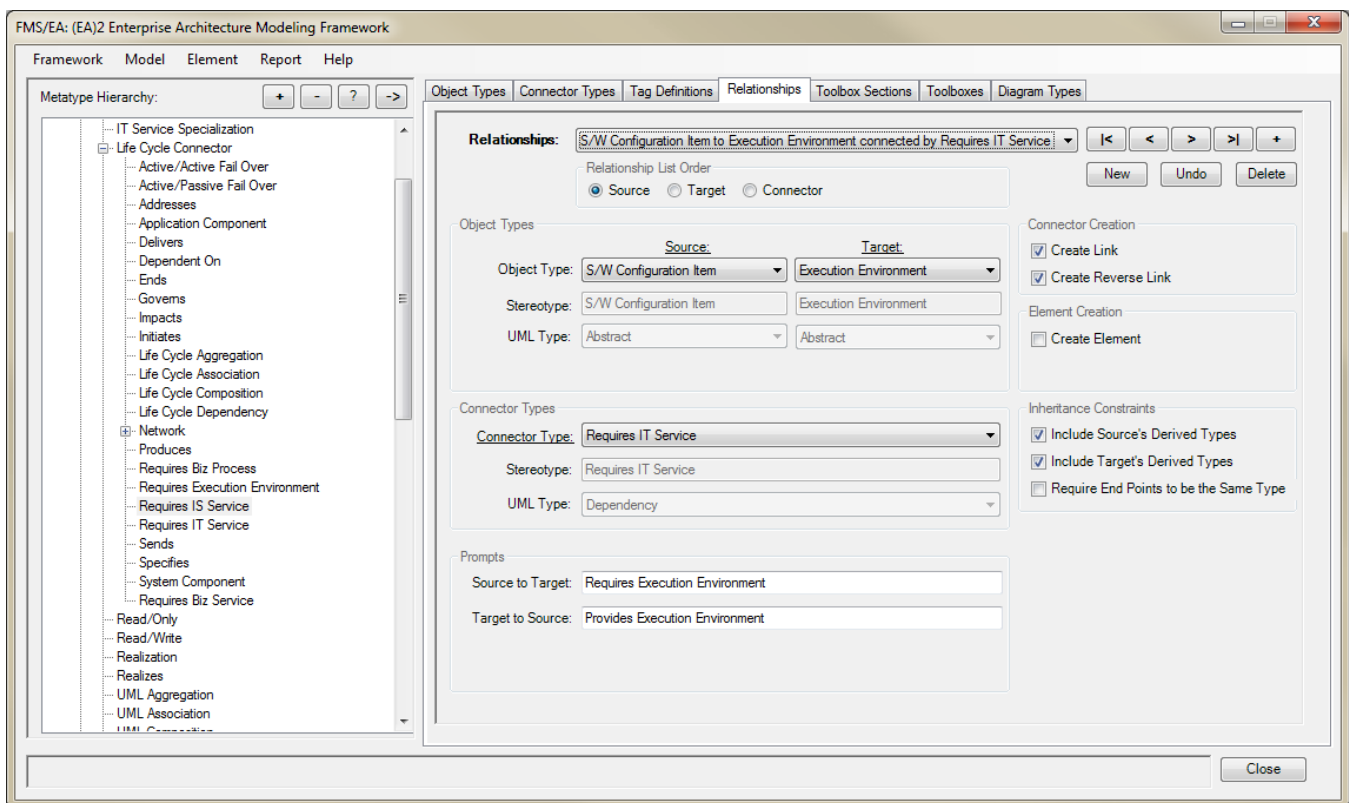 FMS/EA: (EA)2 Enterprise Architecture Modeling Framework
Framework Model Element Report Help
Metatype Hierarchy: + - ? ->
IT Service Specialization
Life Cycle Connector
Active/Active Fail Over
Active/Passive Fail Over
Addresses
Application Component
Delivers
Dependent On
Ends
Governs
Impacts
Initiates
Life Cycle Aggregation
Life Cycle Association
Life Cycle Composition
Life Cycle Dependency
Network
Produces
Requires Biz Process
Requires Execution Environment
Requires IS Service
Requires IT Service
Sends
Specifies
System Component
Requires Biz Service
Read/Only
Read/Write
Realization
Realizes
UML Aggregation
UML Association
UML Composition
Object Types Connector Types Tag Definitions Relationships Toolbox Sections Toolboxes Diagram Types
Relationships: S/W Configuration Item to Execution Environment connected by Requires IT Service |< < > >| +
Relationship List Order
Source Target Connector
New Undo Delete
Object Types
Source: Target:
Object Type: S/W Configuration Item Execution Environment
Stereotype: S/W Configuration Item Execution Environment
UML Type: Abstract Abstract
Connector Creation
Create Link
Create Reverse Link
Element Creation
Create Element
Connector Types
Connector Type: Requires IT Service
Stereotype: Requires IT Service
UML Type: Dependency
Inheritance Constraints
Include Source's Derived Types
Include Target's Derived Types
Require End Points to be the Same Type
Prompts
Source to Target: Requires Execution Environment
Target to Source: Provides Execution Environment
Close